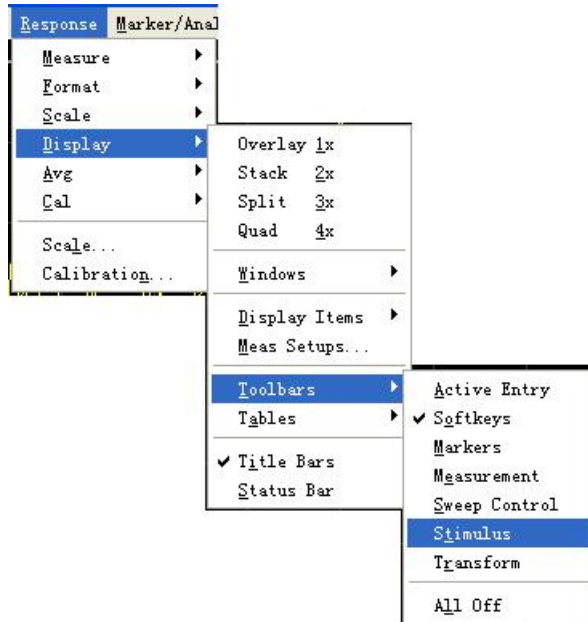 Response Marker/Anal
Measure
Format
Scale
Display
Avg
Cal
Scale...
Calibration...
Overlay 1x
Stack 2x
Split 3x
Quad 4x
Windows
Display Items
Meas Setups...
Toolbars
Tables
Title Bars
Status Bar
Active Entry
Softkeys
Markers
Measurement
Sweep Control
Stimulus
Transform
All Off